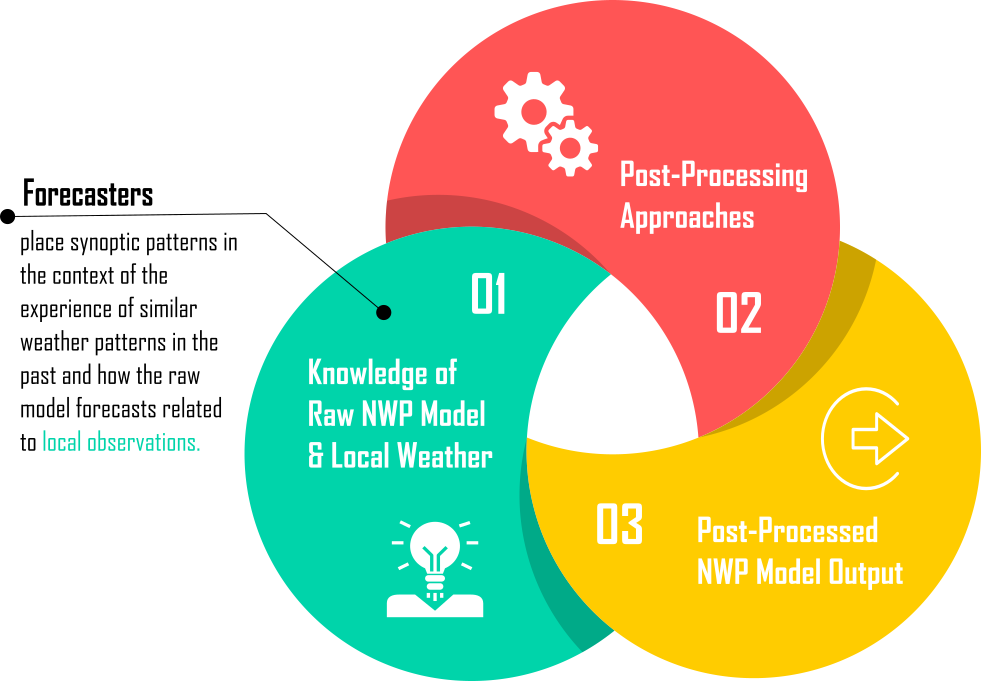 Forecasters
place synoptic patterns in
the context of the
experience of similar
weather patterns in the
past and how the raw
model forecasts related
to local observations.
01
Knowledge of
Raw NWP Model
& Local Weather
Post-Processing
Approaches
02
03
Post-Processed
NWP Model Output